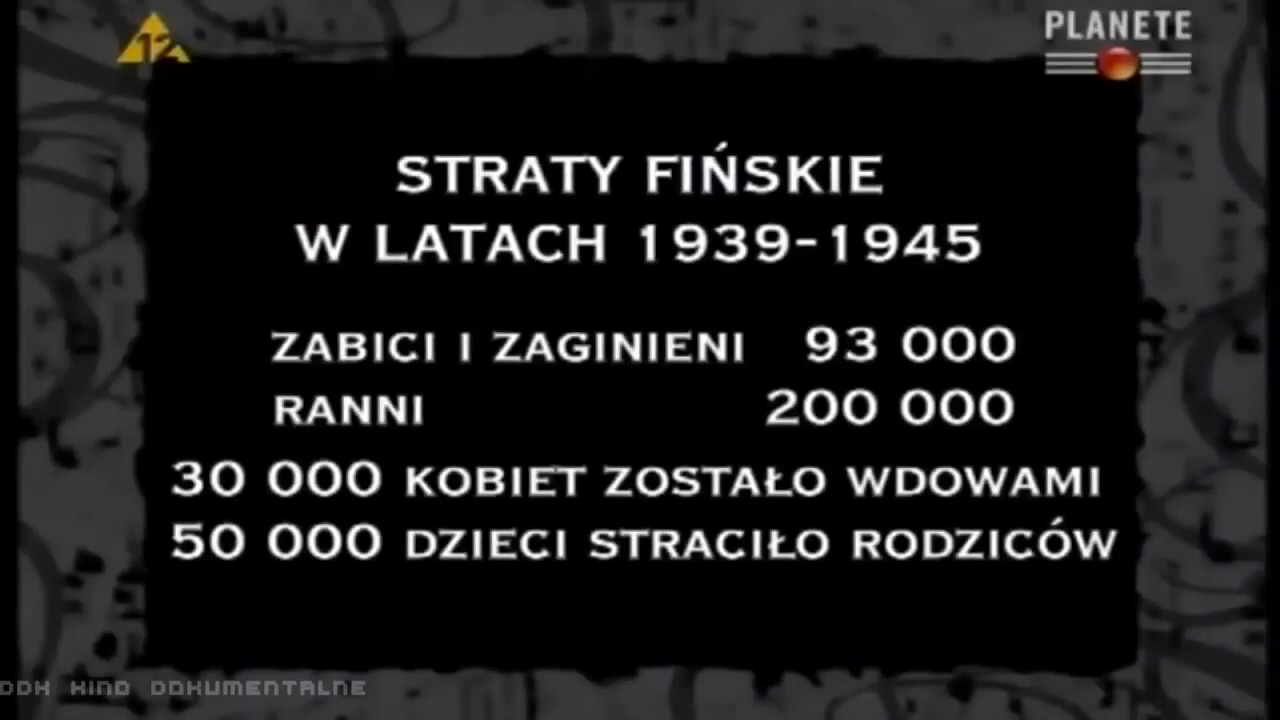 12
PLANETE
STRATY FIŃSKIE
W LATACH 1939-1945
ZABICI I ZAGINIENI 93 000
RANNI 200 000
30 000 KOBIET ZOSTAŁO WDOWAMI
50 000 DZIECI STRACIŁO RODZICÓW
DDK KINO DOKUMENTALNE